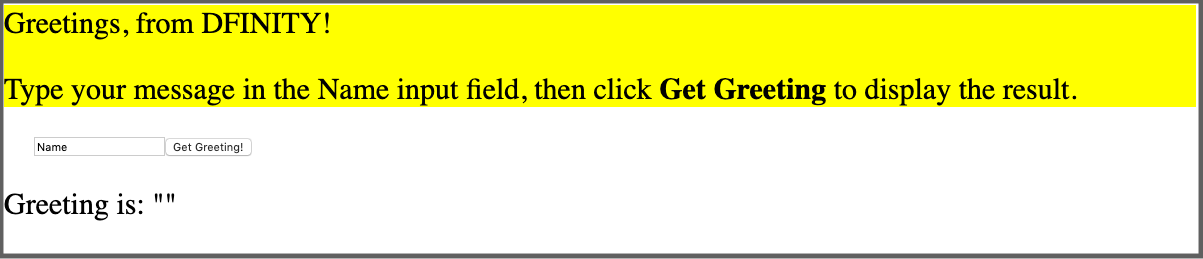 Greetings, from DFINITY!
Type your message in the Name input field, then click Get Greeting to display the result.
Name Get Greeting!
Greeting is: ""